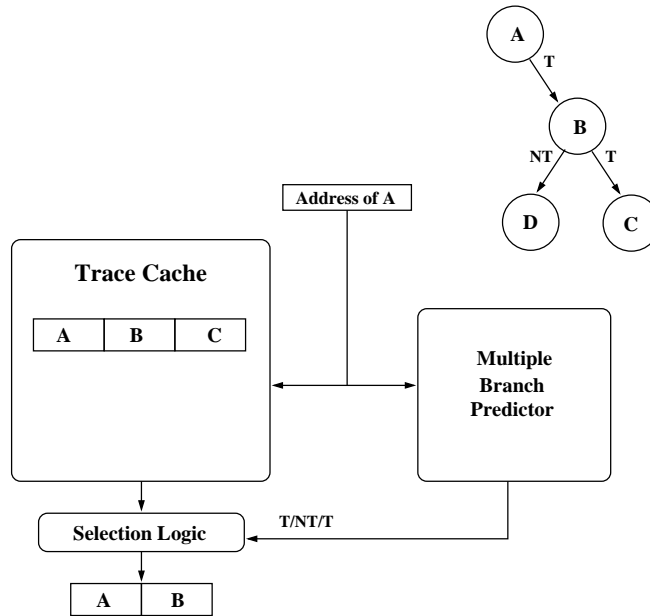 A
T
B
NT
T
D
C
Address of A
Trace Cache
A B C
Multiple
Branch
Predictor
T/NT/T
Selection Logic
A B